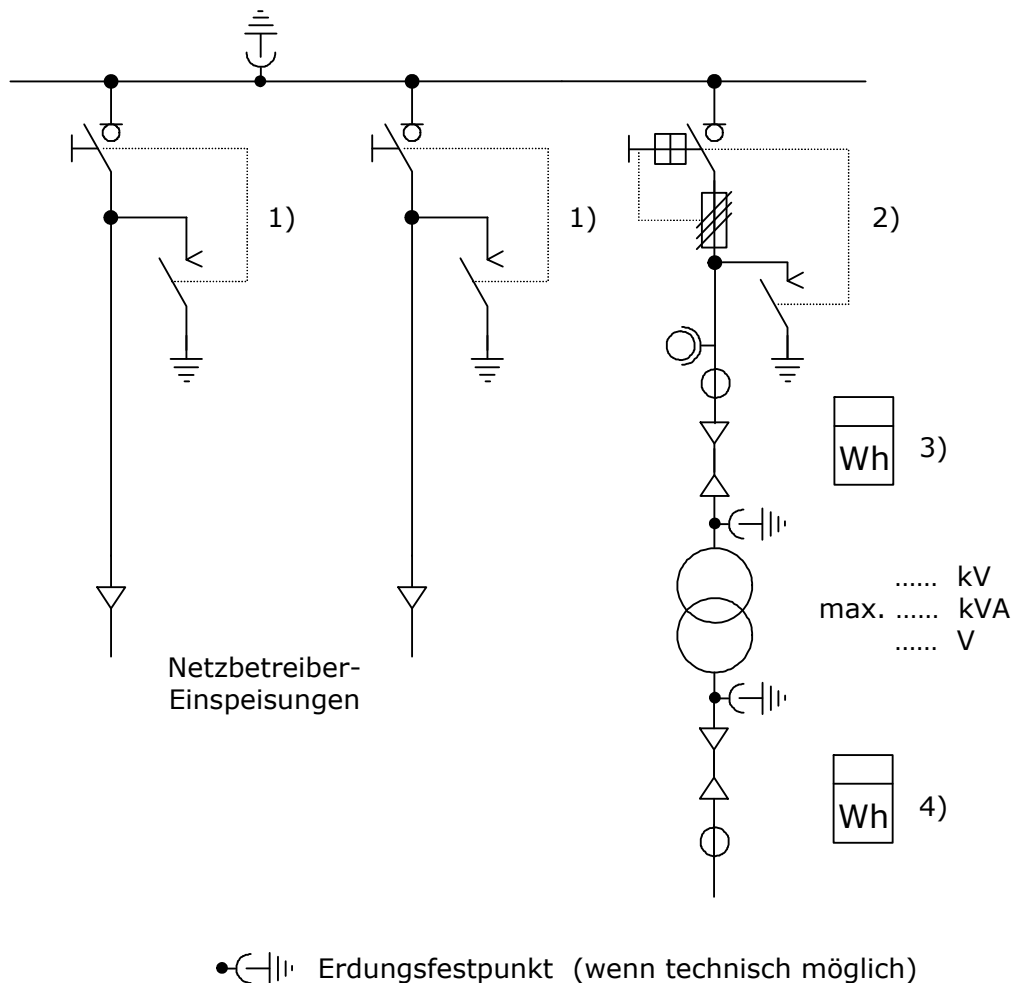 1)
1)
2)
Wh
3)
...... kV
max. ...... kVA
...... V
Netzbetreiber-
Einspeisungen
Wh
4)
Erdungsfestpunkt (wenn technisch möglich)